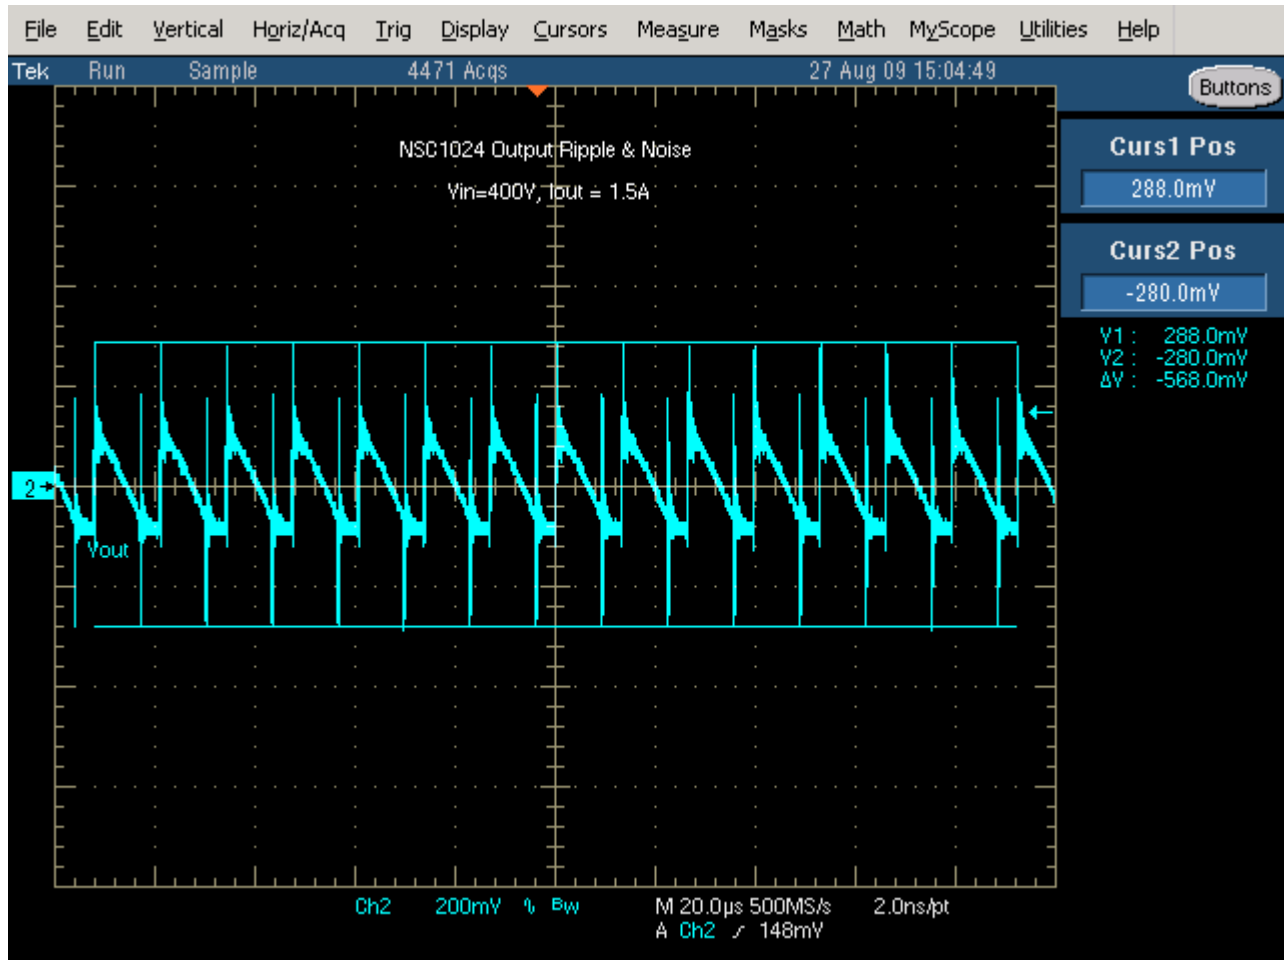 File Edit Vertical Horiz/Acq Trig Display Cursors Measure Masks Math MyScope Utilities Help
Tek Run Sample 4471 Acqs 27 Aug 09 15:04:49
Buttons
NSC1024 Output Ripple & Noise
Vin=400V, Iout = 1.5A
Curs1 Pos
288.0mV
Curs2 Pos
-280.0mV
V1 : 288.0mV
V2 : -280.0mV
ΔV : -568.0mV
2
Vout
Ch2 200mV ∿ BW M 20.0µs 500MS/s 2.0ns/pt
A Ch2 ⁄ 148mV